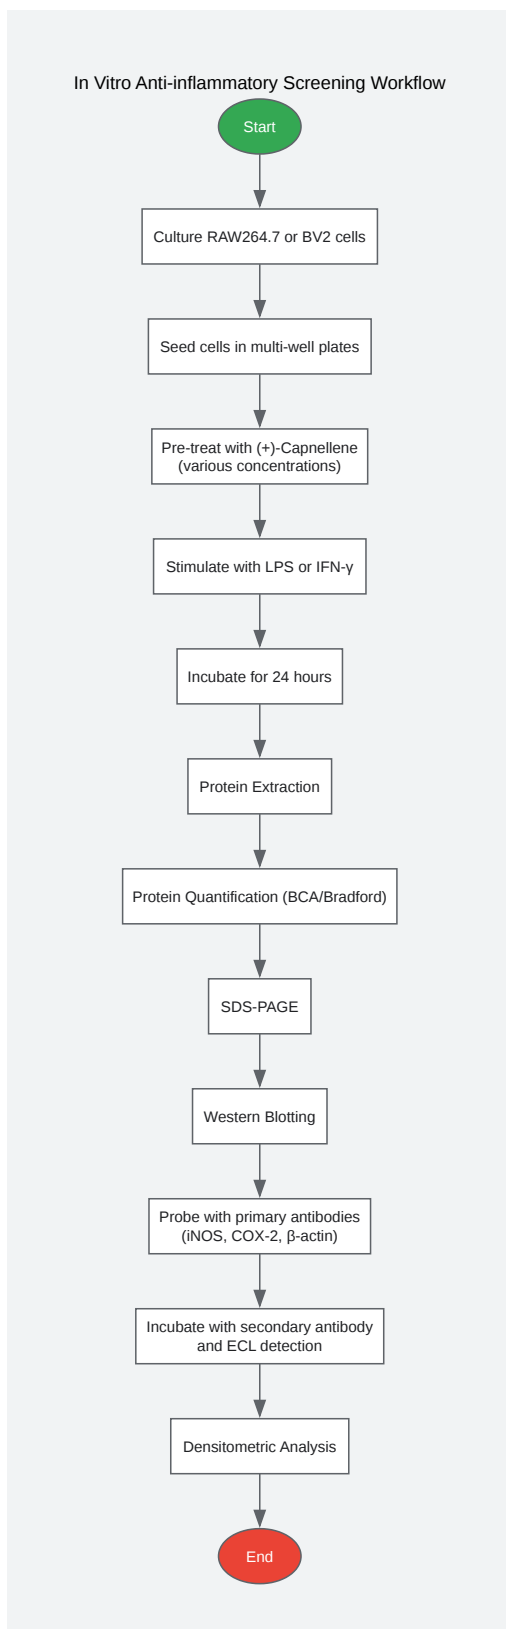 In Vitro Anti-inflammatory Screening Workflow
Start
Culture RAW264.7 or BV2 cells
Seed cells in multi-well plates
Pre-treat with (+)-Capnellene
(various concentrations)
Stimulate with LPS or IFN-γ
Incubate for 24 hours
Protein Extraction
Protein Quantification (BCA/Bradford)
SDS-PAGE
Western Blotting
Probe with primary antibodies
(iNOS, COX-2, β-actin)
Incubate with secondary antibody
and ECL detection
Densitometric Analysis
End